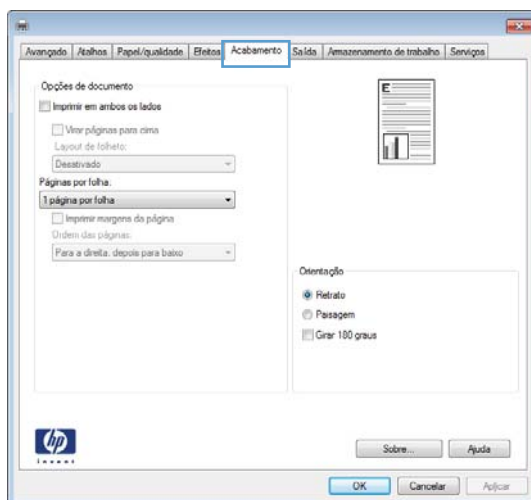 Avançado Atalhos Papel/qualidade Efeitos Acabamento Saída Armazenamento de trabalho Serviços
Opções de documento
Imprimir em ambos os lados
Virar páginas para cima
Layout de folheto:
Desativado
Páginas por folha:
1 página por folha
Imprimir margens da página
Ordem das páginas:
Para a direita, depois para baixo
E
Orientação
Retrato
Paisagem
Girar 180 graus
hp
invent
Sobre... Ajuda
OK Cancelar Aplicar